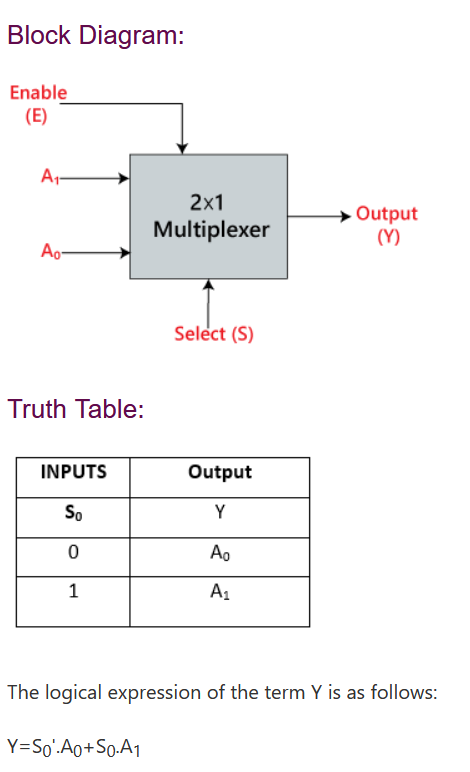 Block Diagram:
Enable
(E)
A₁
2x1
Multiplexer
Output
(Y)
A₀
Select (S)
Truth Table:
INPUTS Output
S₀ Y
0 A₀
1 A₁
The logical expression of the term Y is as follows:
Y=S₀'.A₀+S₀.A₁